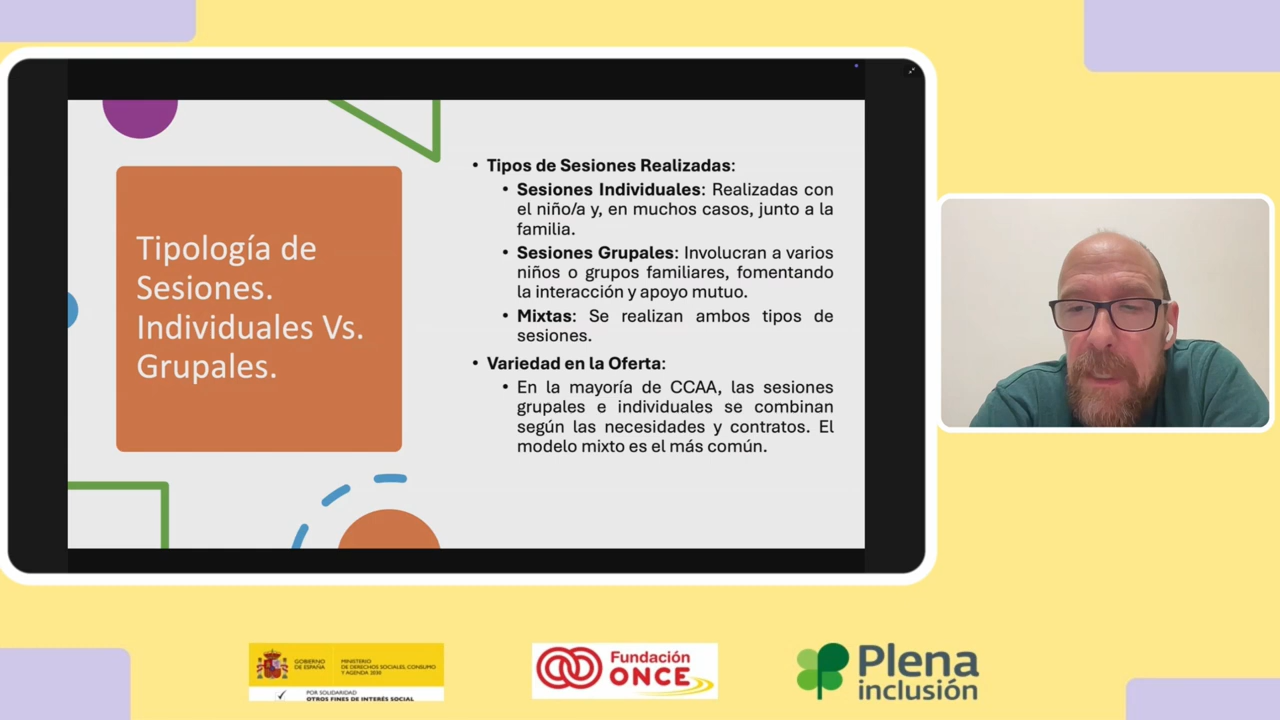 Tipología de
Sesiones.
Individuales Vs.
Grupales.
• Tipos de Sesiones Realizadas:
• Sesiones Individuales: Realizadas con
el niño/a y, en muchos casos, junto a la
familia.
• Sesiones Grupales: Involucran a varios
niños o grupos familiares, fomentando
la interacción y apoyo mutuo.
• Mixtas: Se realizan ambos tipos de
sesiones.
• Variedad en la Oferta:
• En la mayoría de CCAA, las sesiones
grupales e individuales se combinan
según las necesidades y contratos. El
modelo mixto es el más común.
GOBIERNO
DE ESPAÑA
MINISTERIO
DE DERECHOS SOCIALES, CONSUMO
Y AGENDA 2030
POR SOLIDARIDAD
OTROS FINES DE INTERÉS SOCIAL
Fundación
ONCE
Plena
inclusión